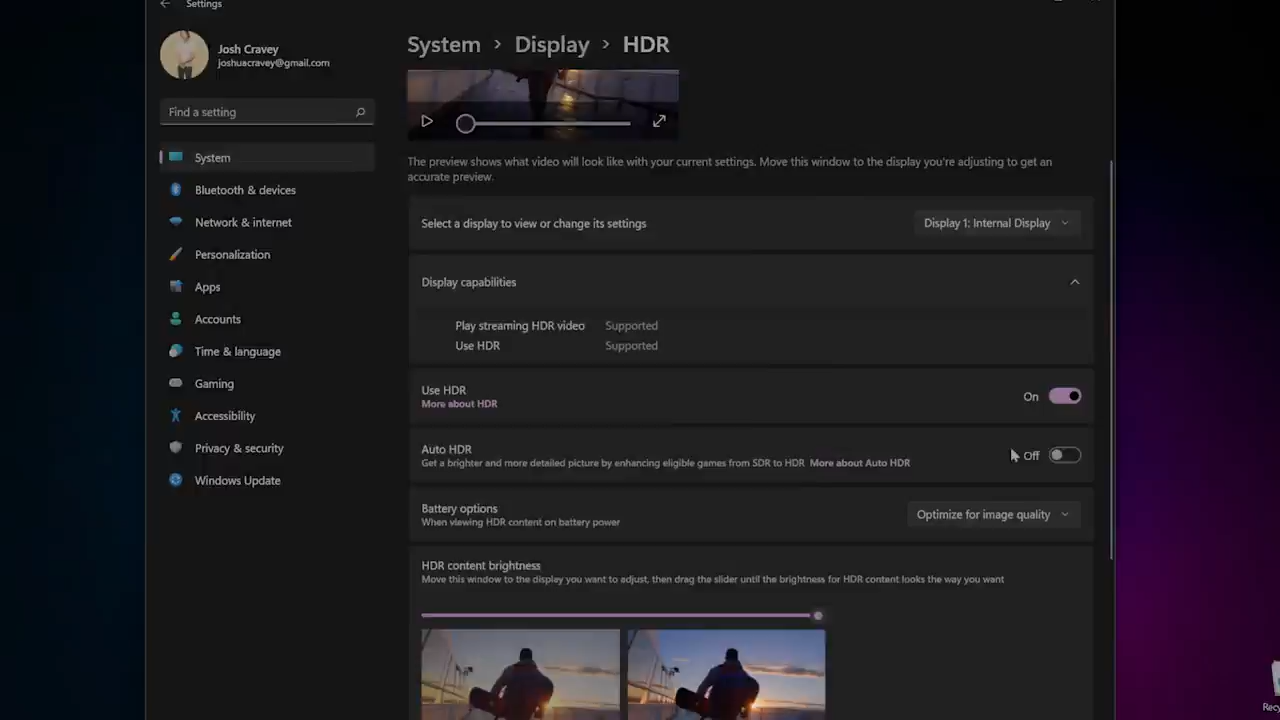 Settings
Josh Cravey
joshuacravey@gmail.com
Find a setting
System
Bluetooth & devices
Network & internet
Personalization
Apps
Accounts
Time & language
Gaming
Accessibility
Privacy & security
Windows Update
System > Display > HDR
The preview shows what video will look like with your current settings. Move this window to the display you're adjusting to get an
accurate preview.
Select a display to view or change its settings
Display 1: Internal Display
Display capabilities
Play streaming HDR video Supported
Use HDR Supported
Use HDR
More about HDR
On
Auto HDR
Get a brighter and more detailed picture by enhancing eligible games from SDR to HDR More about Auto HDR
Off
Battery options
When viewing HDR content on battery power
Optimize for image quality
HDR content brightness
Move this window to the display you want to adjust, then drag the slider until the brightness for HDR content looks the way you want